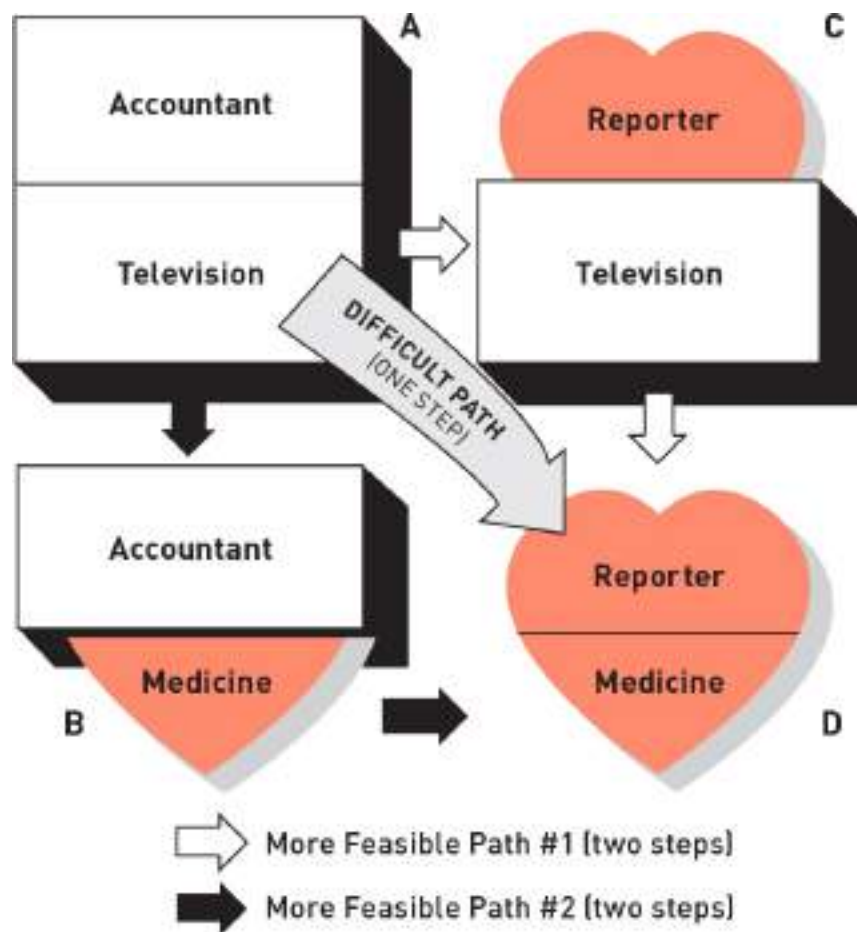 A
Accountant
Television
C
Reporter
Television
DIFFICULT PATH
(ONE STEP)
Accountant
Medicine
B
Reporter
Medicine
D
More Feasible Path #1 (two steps)
More Feasible Path #2 (two steps)